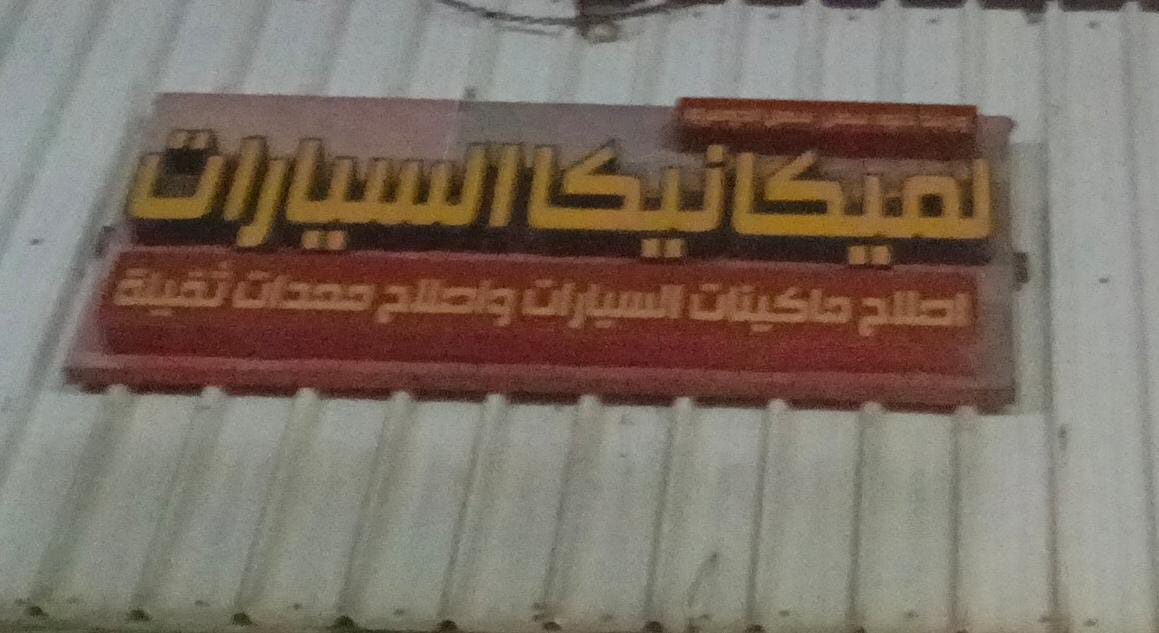 لميكانيكا السيارات
اصلاح ماكينات السيارات واصلاح معدات ثقيلة